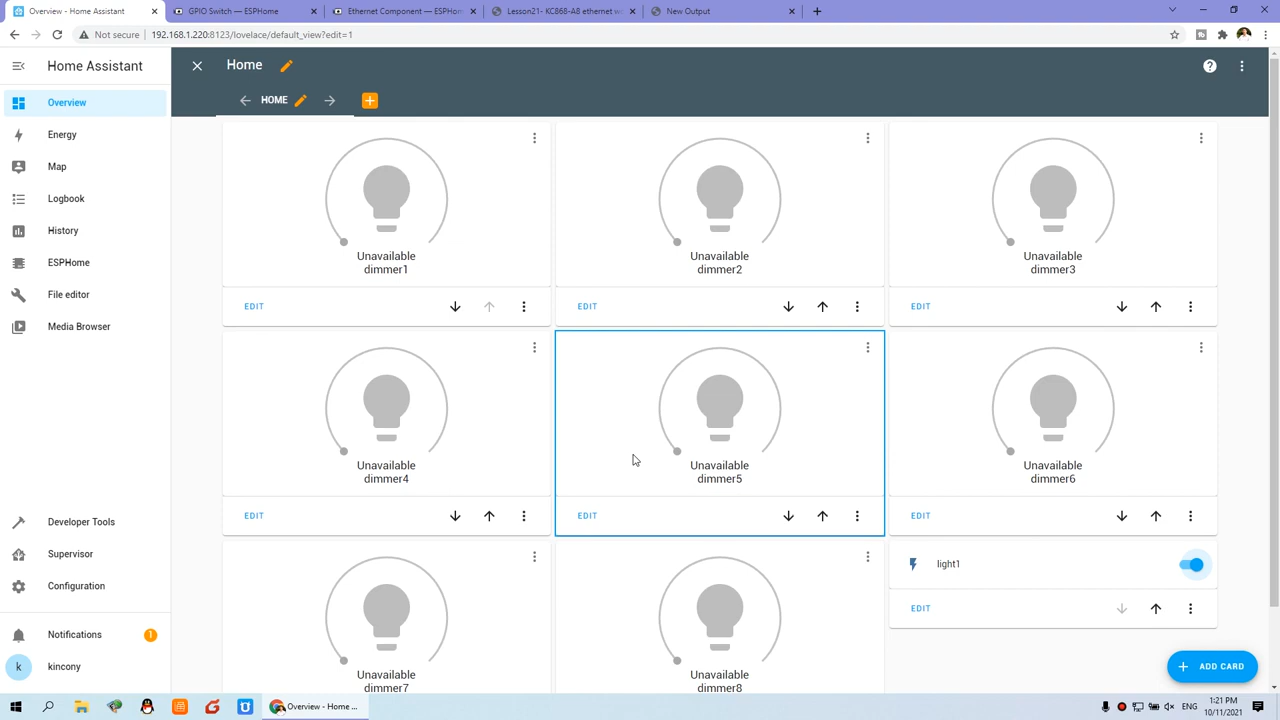 Overview - Home Assistant
GPIO Switch — ESPHome
Ethernet Component — ESPHom
Lesson21- KC868-A8 ethernet w
New Output
Not secure
192.168.1.220:8123/lovelace/default_view?edit=1
Home Assistant
Home
HOME
Overview
Energy
Map
Logbook
History
ESPHome
File editor
Media Browser
Developer Tools
Supervisor
Configuration
Notifications
1
k
kincony
Unavailable
dimmer1
EDIT
Unavailable
dimmer2
EDIT
Unavailable
dimmer3
EDIT
Unavailable
dimmer4
EDIT
Unavailable
dimmer5
EDIT
Unavailable
dimmer6
EDIT
Unavailable
dimmer7
Unavailable
dimmer8
light1
EDIT
ADD CARD
Overview - Home ...
ENG
1:21 PM
10/11/2021